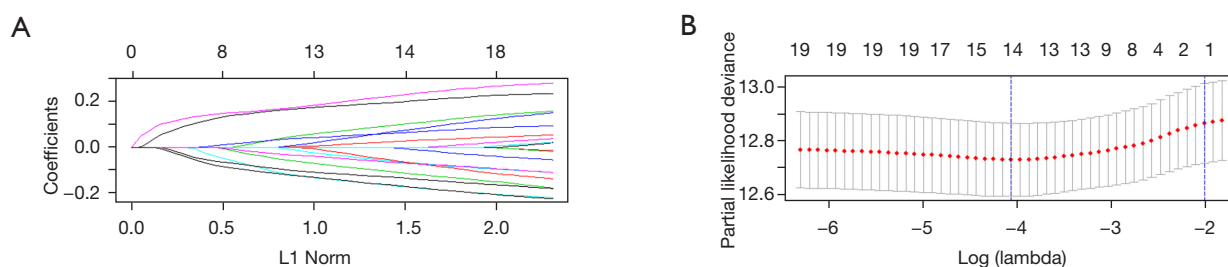 A
0 8 13 14 18
Coefficients
0.2
0.0
−0.2
0.0 0.5 1.0 1.5 2.0
L1 Norm
B
19 19 19 19 17 15 14 13 13 9 8 4 2 1
Partial likelihood deviance
13.0
12.8
12.6
−6 −5 −4 −3 −2
Log (lambda)